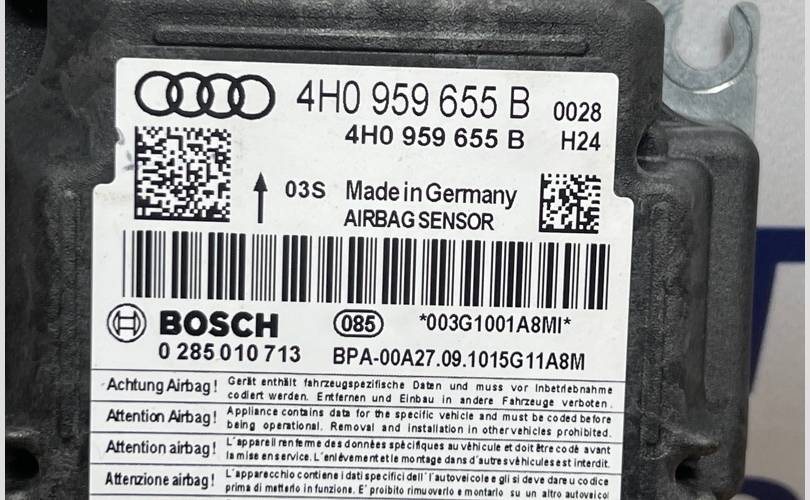 4H0 959 655 B 0028
4H0 959 655 B H24
03S Made in Germany
AIRBAG SENSOR
BOSCH 085 *003G1001A8MI*
0 285 010 713 BPA-00A27.09.1015G11A8M
Achtung Airbag! Gerät enthält fahrzeugspezifische Daten und muss vor Inbetriebnahme
codiert werden. Entfernen und Einbau in andere Fahrzeuge verboten.
Attention Airbag! Appliance contains data for the specific vehicle and must be coded before
being operational. Removal and installation in other vehicles prohibited.
Attention airbag! L'appareil renferme des données spécifiques au véhicule et doit être codé avant
la mise en service. L'enlèvement et le montage dans d'autres véhicules est interdit.
Attenzione airbag! L'apparecchio contiene i dati specifici dell'autoveicolo e gli si deve dare u codice
prima di metterlo in funzione. E' proibito rimuoverlo e montarlo su un altro autoveicol